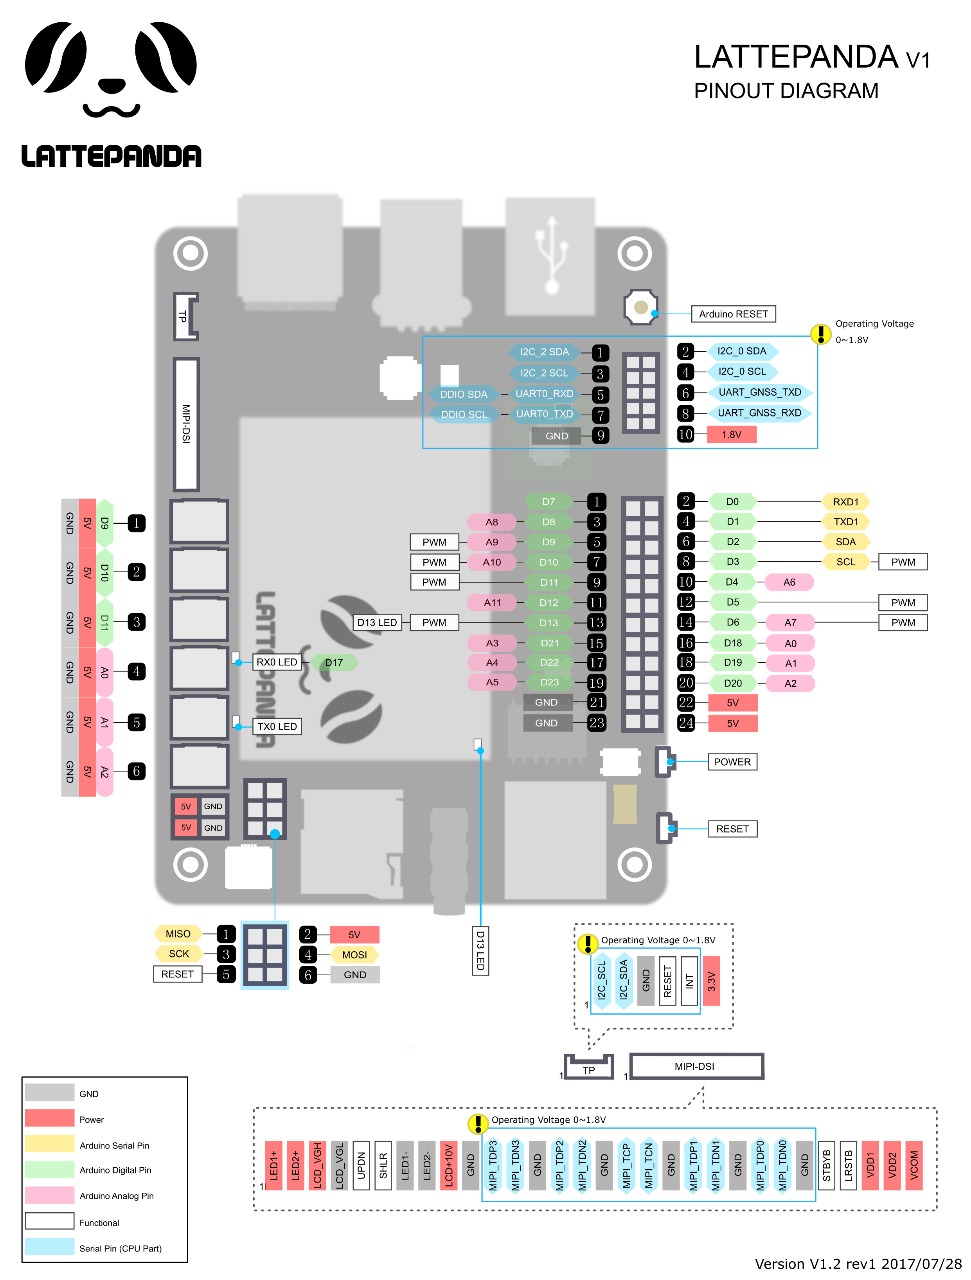 LATTEPANDA
LATTEPANDA V1
PINOUT DIAGRAM
TP
Arduino RESET
Operating Voltage
0~1.8V
I2C_2 SDA 1 2 I2C_0 SDA
I2C_2 SCL 3 4 I2C_0 SCL
DDIO SDA UART0_RXD 5 6 UART_GNSS_TXD
DDIO SCL UART0_TXD 7 8 UART_GNSS_RXD
GND 9 10 1.8V
MIPI-DSI
GND 5V D9 1
GND 5V D10 2
GND 5V D11 3
GND 5V A0 4
GND 5V A1 5
GND 5V A2 6
D7 1 2 D0 RXD1
A8 D8 3 4 D1 TXD1
PWM A9 D9 5 6 D2 SDA
PWM A10 D10 7 8 D3 SCL PWM
PWM D11 9 10 D4 A6
A11 D12 11 12 D5 PWM
D13 LED PWM D13 13 14 D6 A7 PWM
A3 D21 15 16 D18 A0
A4 D22 17 18 D19 A1
A5 D23 19 20 D20 A2
GND 21 22 5V
GND 23 24 5V
LATTEPANDA
RX0 LED D17
TX0 LED
POWER
RESET
5V GND
5V GND
MISO 1 2 5V
SCK 3 4 MOSI
RESET 5 6 GND
D13 LED
Operating Voltage 0~1.8V
1 I2C_SCL I2C_SDA GND RESET INT 3.3V
1 TP
1 MIPI-DSI
Operating Voltage 0~1.8V
1 LED1+ LED2+ LCD_VGH LCD_VGL UPDN SHLR LED1- LED2- LCD+10V GND MIPI_TDP3 MIPI_TDN3 GND MIPI_TDP2 MIPI_TDN2 GND MIPI_TCP MIPI_TCN GND MIPI_TDP1 MIPI_TDN1 GND MIPI_TDP0 MIPI_TDN0 GND STBYB LRSTB VDD1 VDD2 VCOM
GND
Power
Arduino Serial Pin
Arduino Digital Pin
Arduino Analog Pin
Functional
Serial Pin (CPU Part)
Version V1.2 rev1 2017/07/28